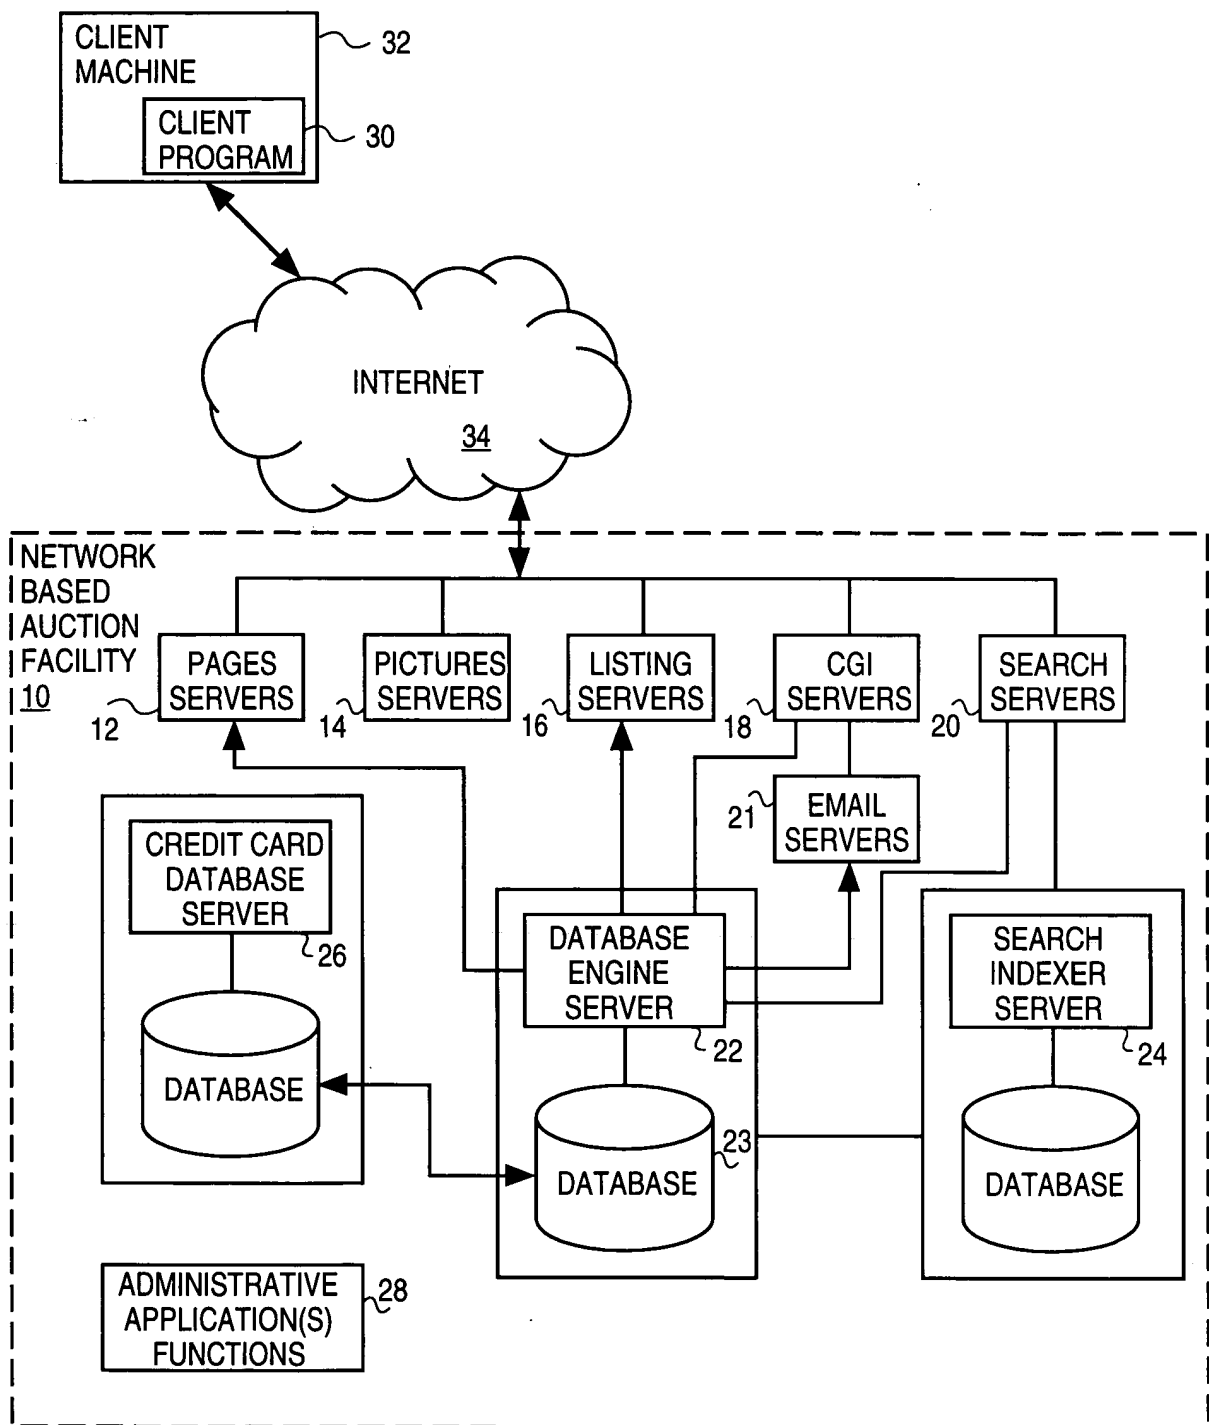 CLIENT
MACHINE
32
CLIENT
PROGRAM
30
INTERNET
34
NETWORK
BASED
AUCTION
FACILITY
10
PAGES
SERVERS
12
PICTURES
SERVERS
14
LISTING
SERVERS
16
CGI
SERVERS
18
SEARCH
SERVERS
20
EMAIL
SERVERS
21
CREDIT CARD
DATABASE
SERVER
26
DATABASE
DATABASE
ENGINE
SERVER
22
DATABASE
23
SEARCH
INDEXER
SERVER
24
DATABASE
ADMINISTRATIVE
APPLICATION(S)
FUNCTIONS
28